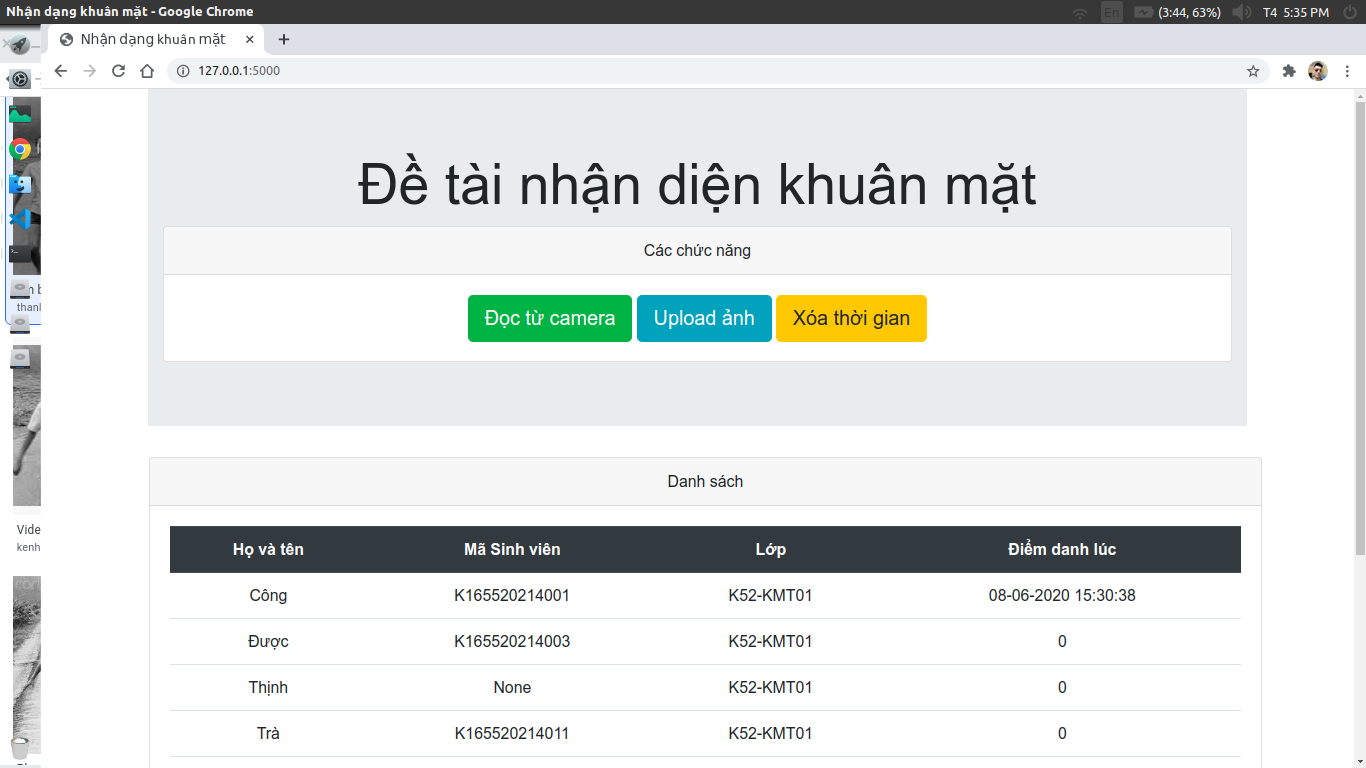 Nhận dạng khuân mặt - Google Chrome
En
(3:44, 63%)
T4 5:35 PM
Nhận dạng khuân mặt
127.0.0.1:5000
Đề tài nhận diện khuân mặt
Các chức năng
Đọc từ camera
Upload ảnh
Xóa thời gian
Danh sách
Họ và tên Mã Sinh viên Lớp Điểm danh lúc
Công K165520214001 K52-KMT01 08-06-2020 15:30:38
Được K165520214003 K52-KMT01 0
Thịnh None K52-KMT01 0
Trà K165520214011 K52-KMT01 0
thanl
Vide
kenh